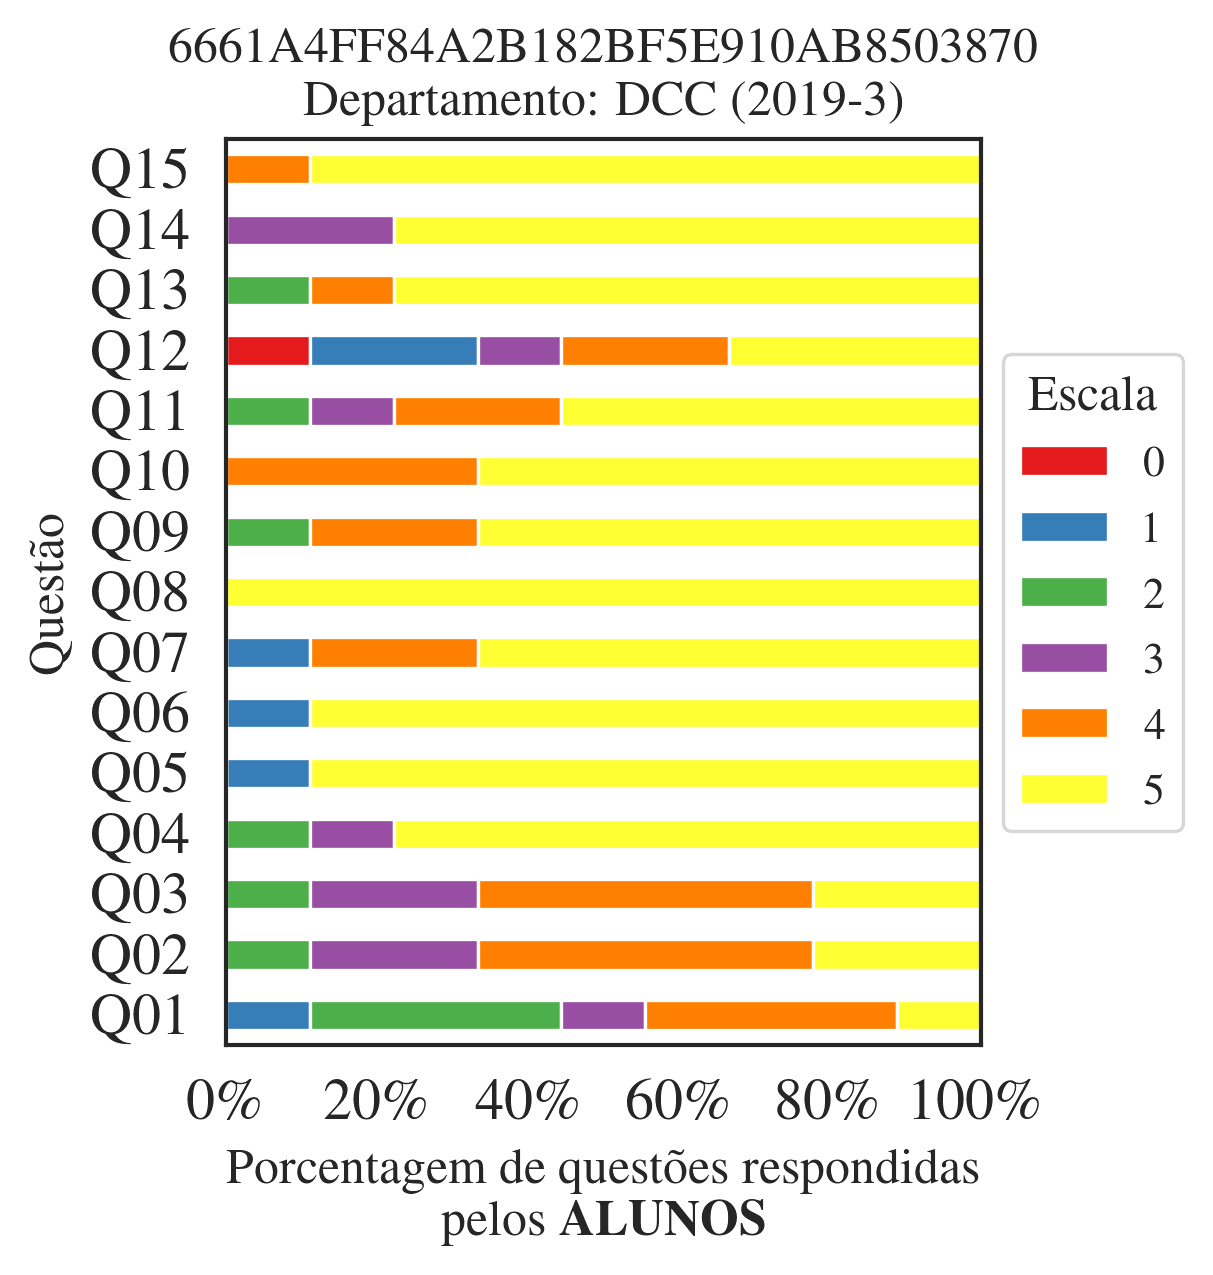 6661A4FF84A2B182BF5E910AB8503870
Departamento: DCC (2019-3)
Q15
Q14
Q13
Q12
Q11
Q10
Q09
Q08
Q07
Q06
Q05
Q04
Q03
Q02
Q01
Questão
0% 20% 40% 60% 80% 100%
Porcentagem de questões respondidas
pelos ALUNOS
Escala
0
1
2
3
4
5